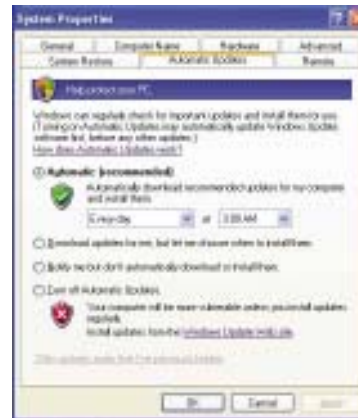 System Properties
General Computer Name Hardware Advanced
System Restore Automatic Updates Remote
Help protect your PC.
Windows can regularly check for important updates and install them for you.
(Turning on Automatic Updates may automatically update Windows Update
software first, before any other updates.)
How does Automatic Updates work?
Automatic (recommended)
Automatically download recommended updates for my computer
and install them:
Every day at 3:00 AM
Download updates for me, but let me choose when to install them.
Notify me but don't automatically download or install them.
Turn off Automatic Updates.
Your computer will be more vulnerable unless you install updates
regularly.
Install updates from the Windows Update Web site.
OK Cancel Apply